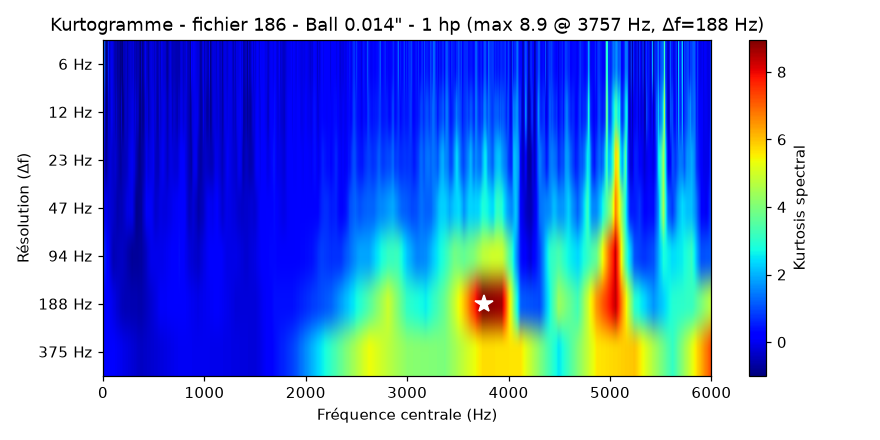 Kurtogramme - fichier 186 - Ball 0.014" - 1 hp (max 8.9 @ 3757 Hz, Δf=188 Hz)
Résolution (Δf)
6 Hz
12 Hz
23 Hz
47 Hz
94 Hz
188 Hz
375 Hz
0
1000
2000
3000
4000
5000
6000
Fréquence centrale (Hz)
8
6
4
2
0
Kurtosis spectral